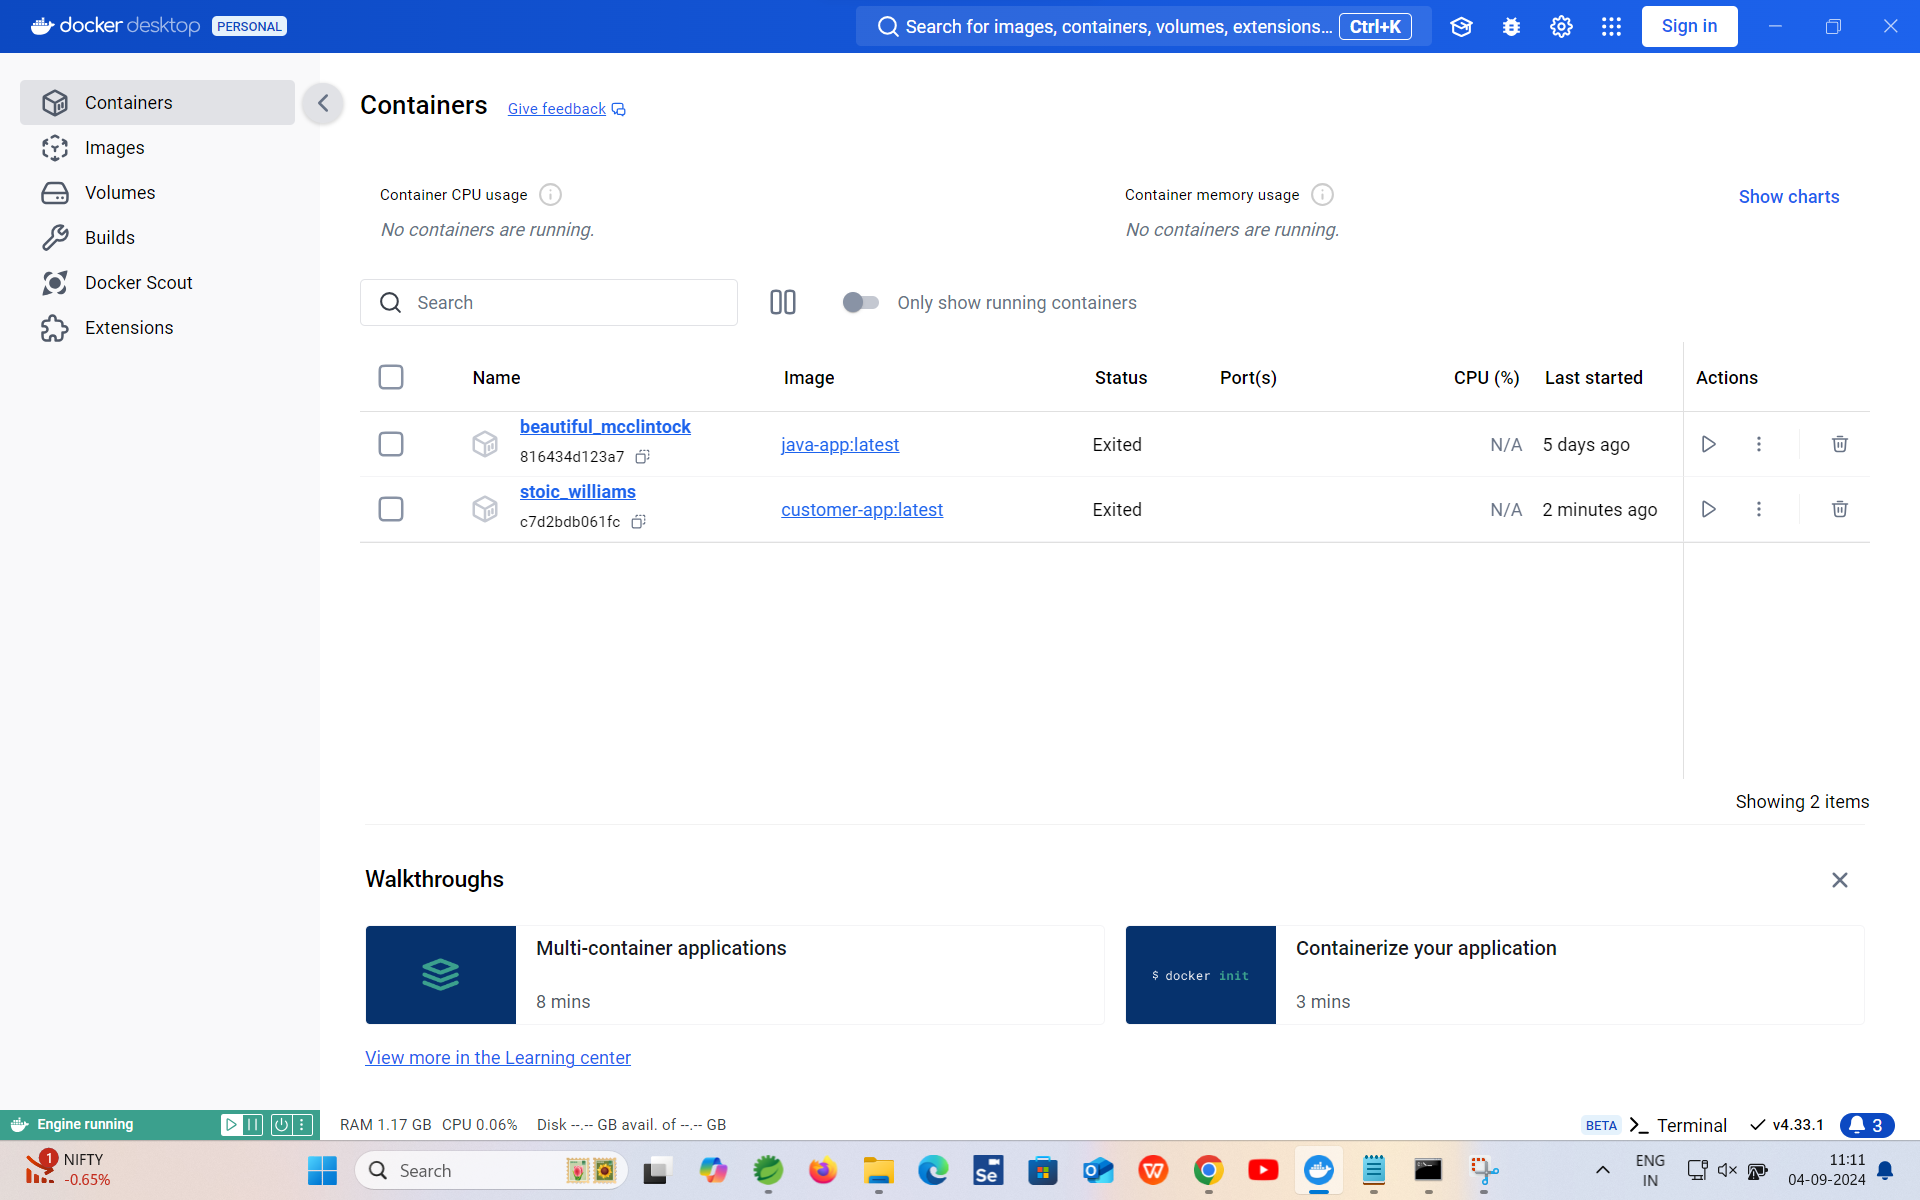 docker desktop PERSONAL
Search for images, containers, volumes, extensions... Ctrl+K
Sign in
Containers
Images
Volumes
Builds
Docker Scout
Extensions
Containers Give feedback
Container CPU usage
No containers are running.
Container memory usage
No containers are running.
Show charts
Search
Only show running containers
Name Image Status Port(s) CPU (%) Last started Actions
beautiful_mcclintock
816434d123a7
java-app:latest Exited N/A 5 days ago
stoic_williams
c7d2bdb061fc
customer-app:latest Exited N/A 2 minutes ago
Showing 2 items
Walkthroughs
Multi-container applications
8 mins
$ docker init
Containerize your application
3 mins
View more in the Learning center
Engine running
RAM 1.17 GB CPU 0.06% Disk --.-- GB avail. of --.-- GB
BETA Terminal v4.33.1 3
1
NIFTY
-0.65%
Search
Se
W
ENG
IN
11:11
04-09-2024